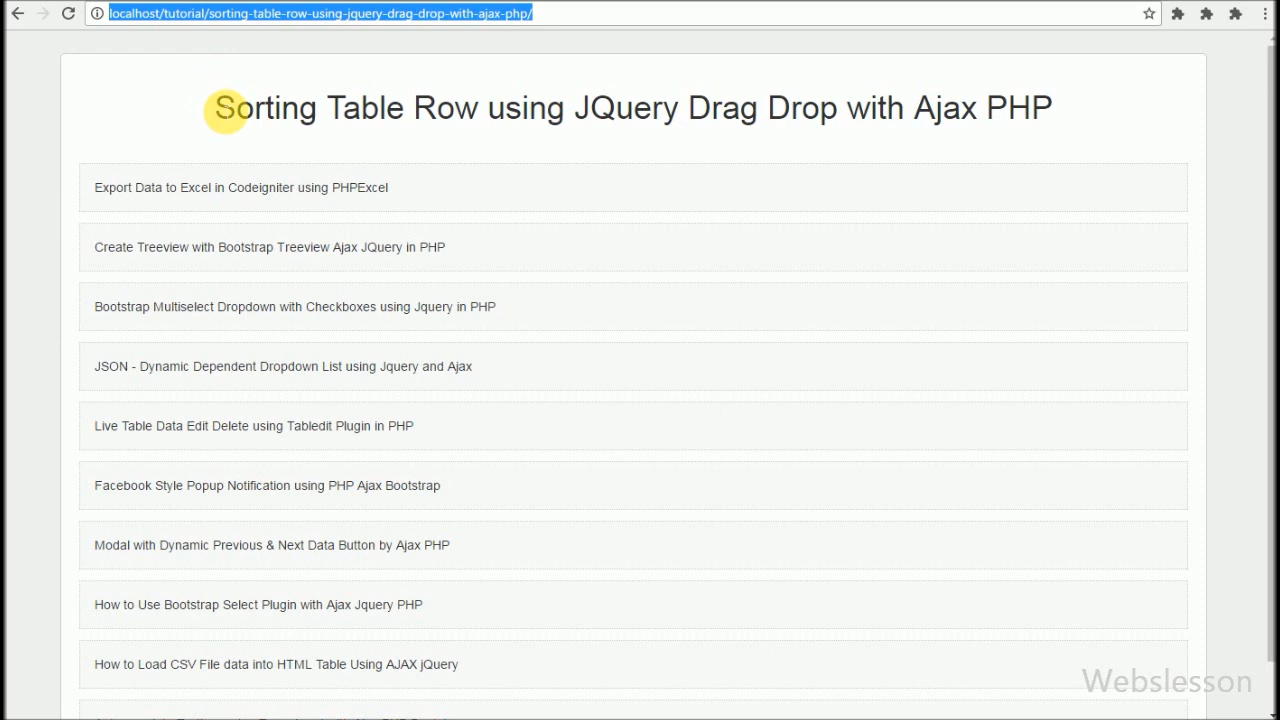 localhost/tutorial/sorting-table-row-using-jquery-drag-drop-with-ajax-php/
Sorting Table Row using JQuery Drag Drop with Ajax PHP
Export Data to Excel in Codeigniter using PHPExcel
Create Treeview with Bootstrap Treeview Ajax JQuery in PHP
Bootstrap Multiselect Dropdown with Checkboxes using Jquery in PHP
JSON - Dynamic Dependent Dropdown List using Jquery and Ajax
Live Table Data Edit Delete using Tabledit Plugin in PHP
Facebook Style Popup Notification using PHP Ajax Bootstrap
Modal with Dynamic Previous & Next Data Button by Ajax PHP
How to Use Bootstrap Select Plugin with Ajax Jquery PHP
How to Load CSV File data into HTML Table Using AJAX jQuery
Webslesson